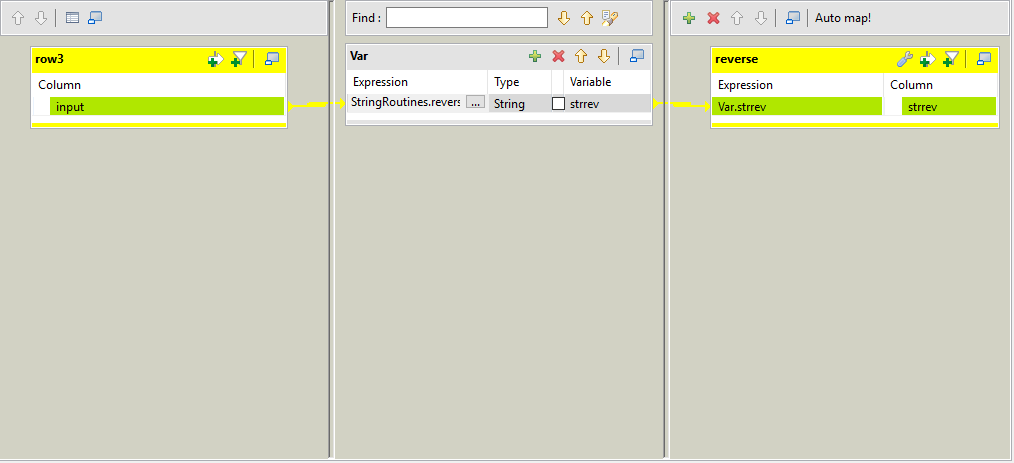 Find :
Auto map!
row3
Column
input
Var
Expression Type Variable
StringRoutines.revers ... String strrev
reverse
Expression Column
Var.strrev strrev